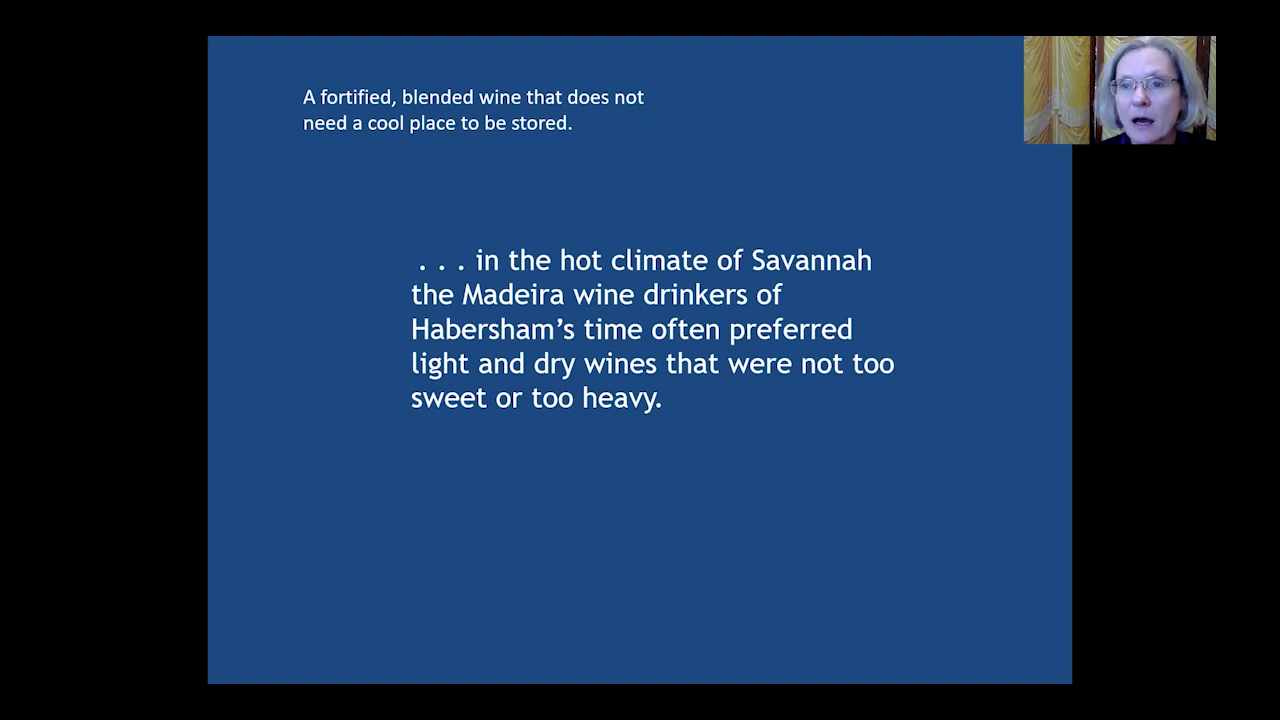 A fortified, blended wine that does not
need a cool place to be stored.
. . . in the hot climate of Savannah
the Madeira wine drinkers of
Habersham’s time often preferred
light and dry wines that were not too
sweet or too heavy.